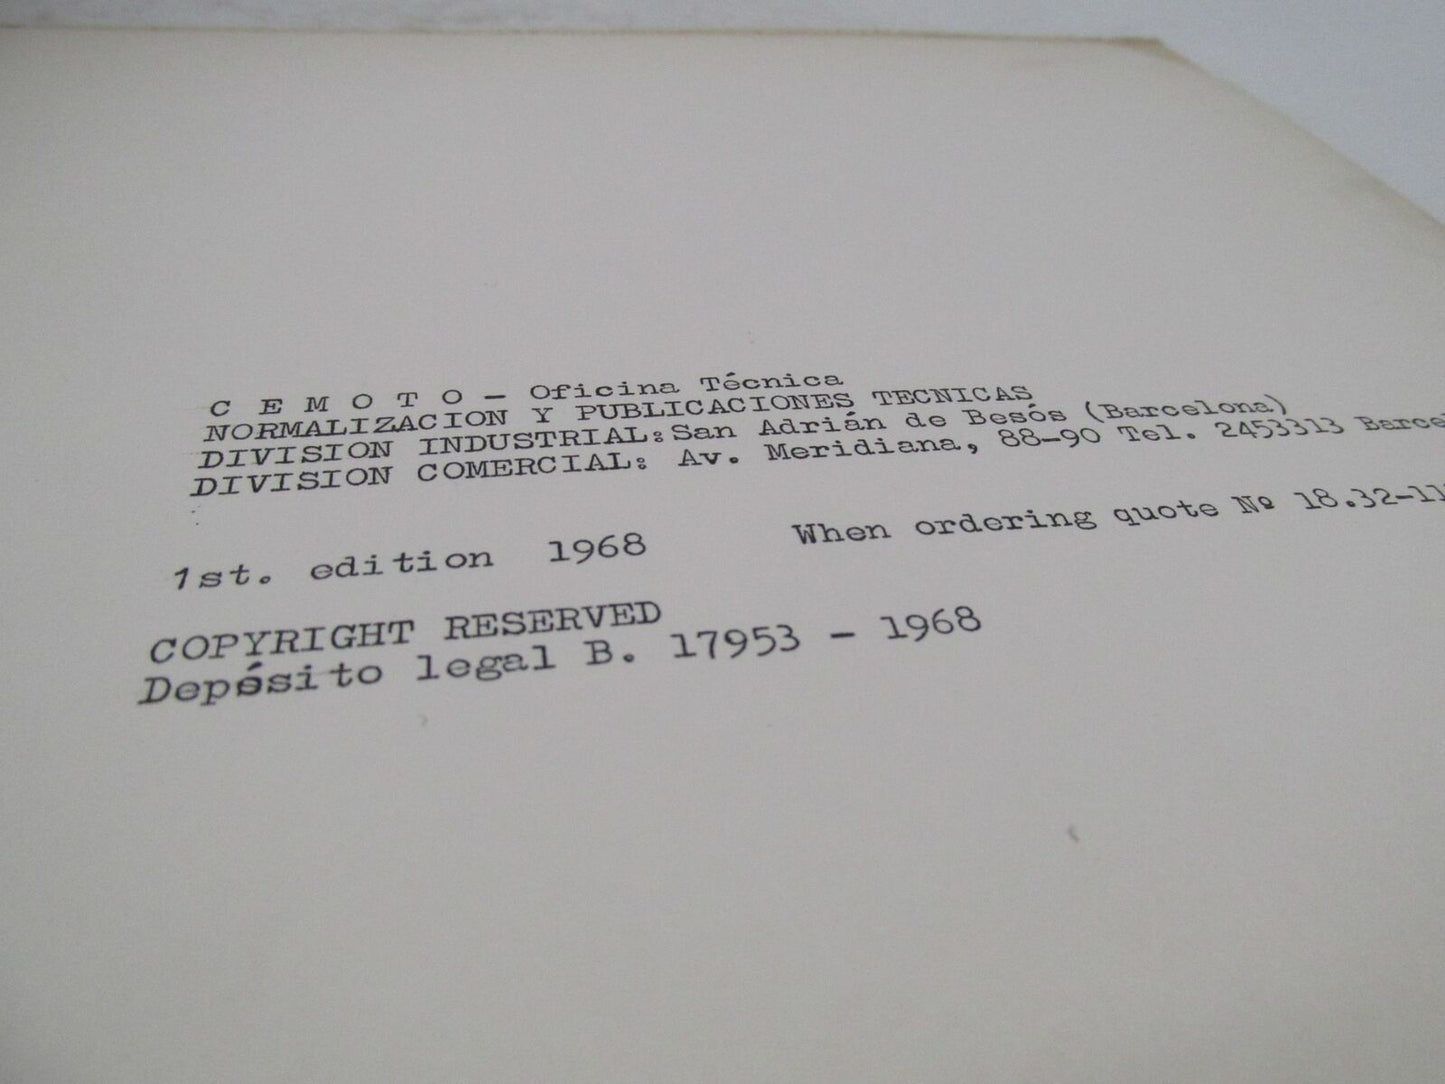 C E M O T O - Oficina Técnica
NORMALIZACION Y PUBLICACIONES TECNICAS
DIVISION INDUSTRIAL: San Adrián de Besós (Barcelona)
DIVISION COMERCIAL: Av. Meridiana, 88-90 Tel. 2453313
1st. edition 1968 When ordering quote Nº
COPYRIGHT RESERVED
Depósito legal B. 17953 - 1968